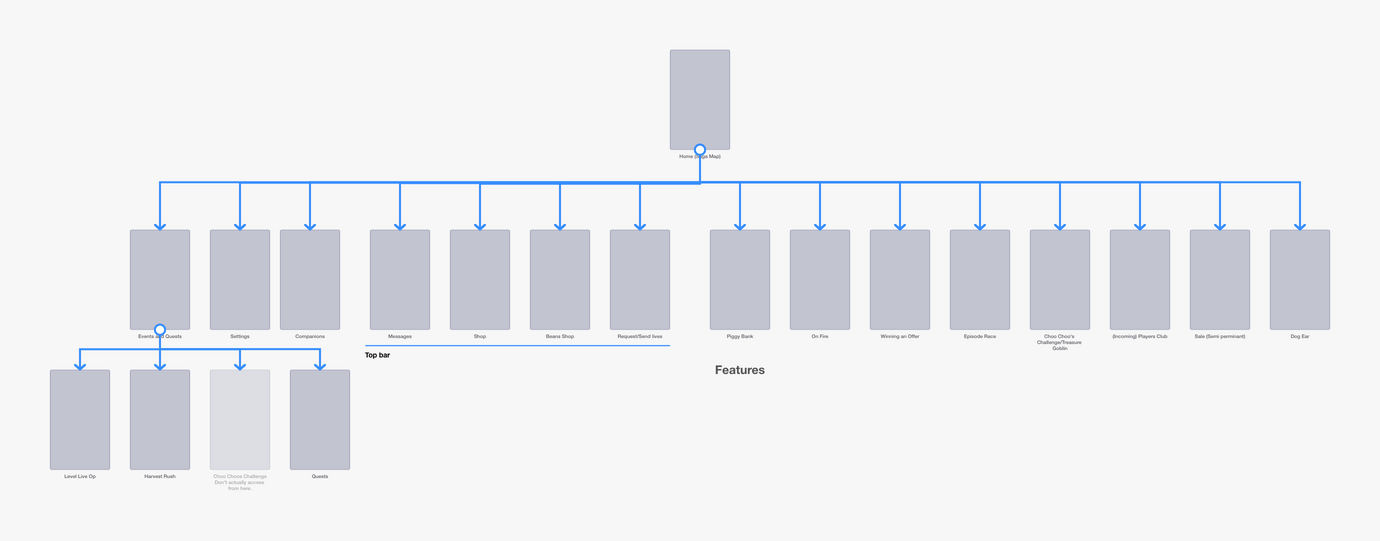 Home (Saga Map)
Events and Quests
Settings
Companions
Messages
Shop
Beans Shop
Request/Send lives
Piggy Bank
On Fire
Winning an Offer
Episode Race
Choo Choo's
Challenge/Treasure
Goblin
(Incoming) Players Club
Sale (Semi perminant)
Dog Ear
Top bar
Features
Level Live Op
Harvest Rush
Choo Choos Challenge
Don't actually access
from here.
Quests